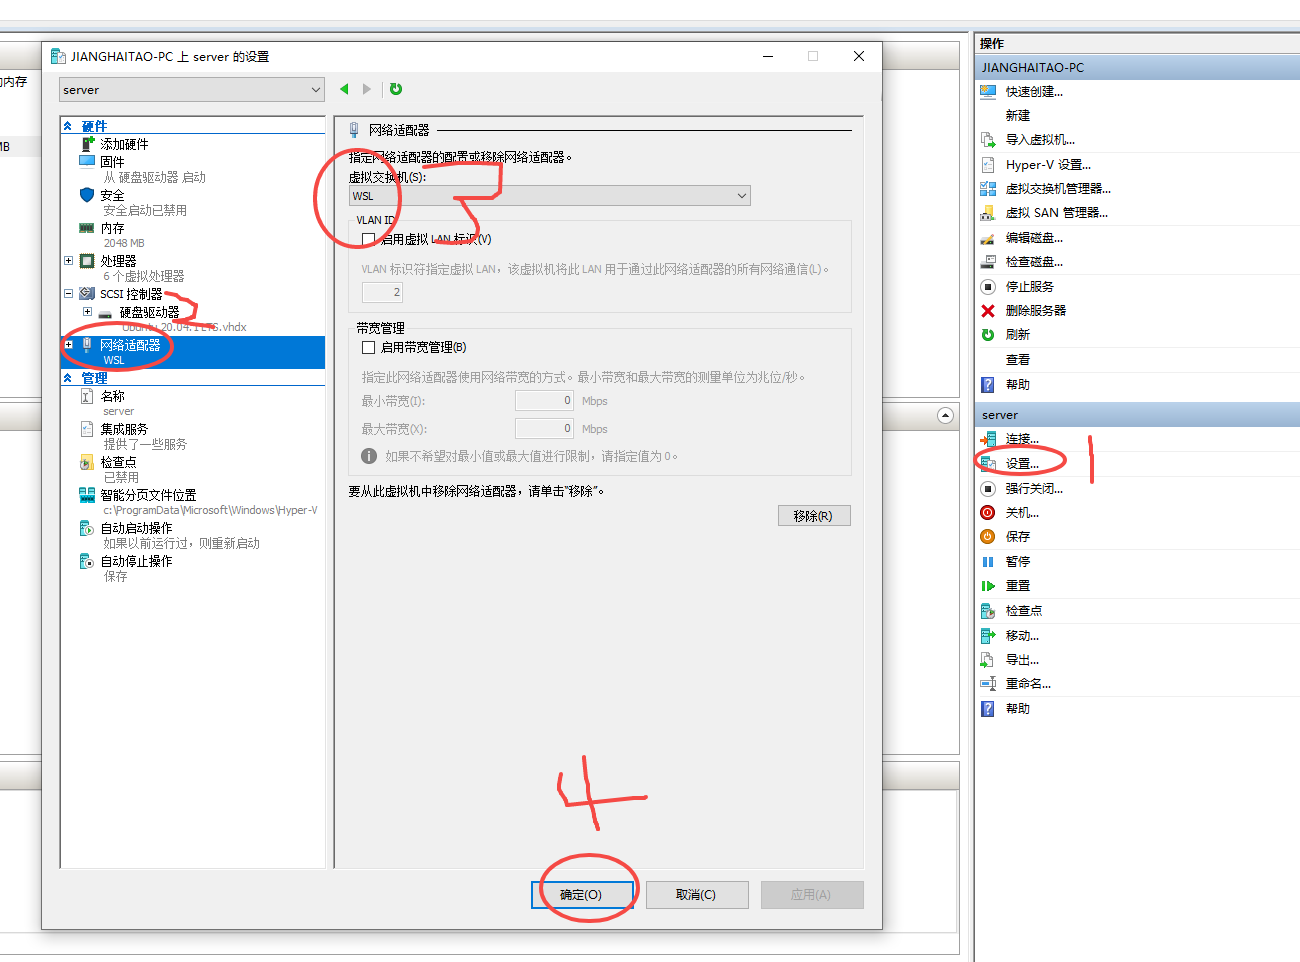 JIANGHAITAO-PC 上 server 的设置
server
硬件
添加硬件
固件
从 硬盘驱动器 启动
安全
安全启动已禁用
内存
2048 MB
处理器
6 个虚拟处理器
SCSI 控制器
硬盘驱动器
Ubuntu 20.04.1 LTS.vhdx
网络适配器
WSL
管理
名称
server
集成服务
提供了一些服务
检查点
已禁用
智能分页文件位置
c:\ProgramData\Microsoft\Windows\Hyper-V
自动启动操作
如果以前运行过，则重新启动
自动停止操作
保存
2
网络适配器
指定网络适配器的配置或移除网络适配器。
虚拟交换机(S):
WSL
3
VLAN ID
启用虚拟 LAN 标识(V)
VLAN 标识符指定虚拟 LAN，该虚拟机将此 LAN 用于通过此网络适配器的所有网络通信(L)。
2
带宽管理
启用带宽管理(B)
指定此网络适配器使用网络带宽的方式。最小带宽和最大带宽的测量单位为兆位/秒。
最小带宽(I): 0 Mbps
最大带宽(X): 0 Mbps
如果不希望对最小值或最大值进行限制，请指定值为 0。
要从此虚拟机中移除网络适配器，请单击“移除”。
移除(R)
4
确定(O) 取消(C) 应用(A)
内存
MB
操作
JIANGHAITAO-PC
快速创建...
新建
导入虚拟机...
Hyper-V 设置...
虚拟交换机管理器...
虚拟 SAN 管理器...
编辑磁盘...
检查磁盘...
停止服务
删除服务器
刷新
查看
帮助
server
连接...
设置...
1
强行关闭...
关机...
保存
暂停
重置
检查点
移动...
导出...
重命名...
帮助